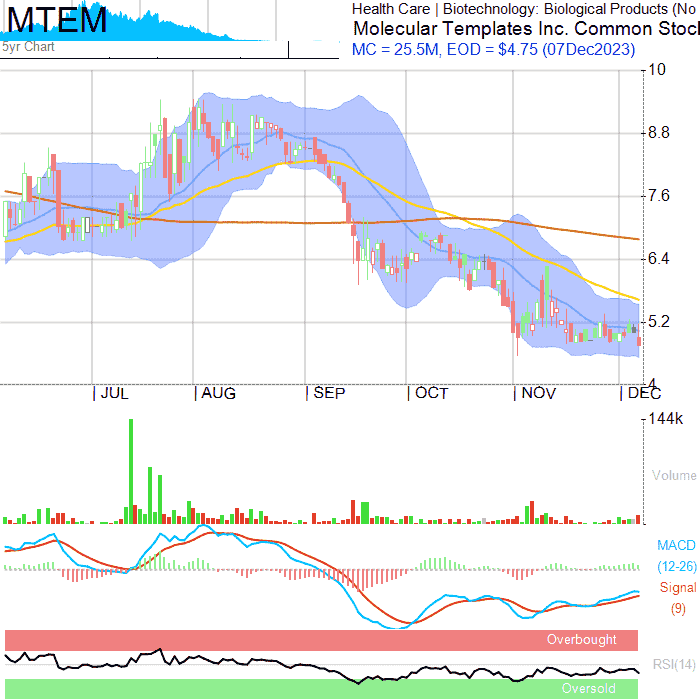 MTEM
5yr Chart
Health Care | Biotechnology: Biological Products (No
Molecular Templates Inc. Common Stoc
MC = 25.5M, EOD = $4.75 (07Dec2023)
10
8.8
7.6
6.4
5.2
4
JUL AUG SEP OCT NOV DEC
144k
Volume
MACD
(12-26)
Signal
(9)
Overbought
RSI(14)
Oversold